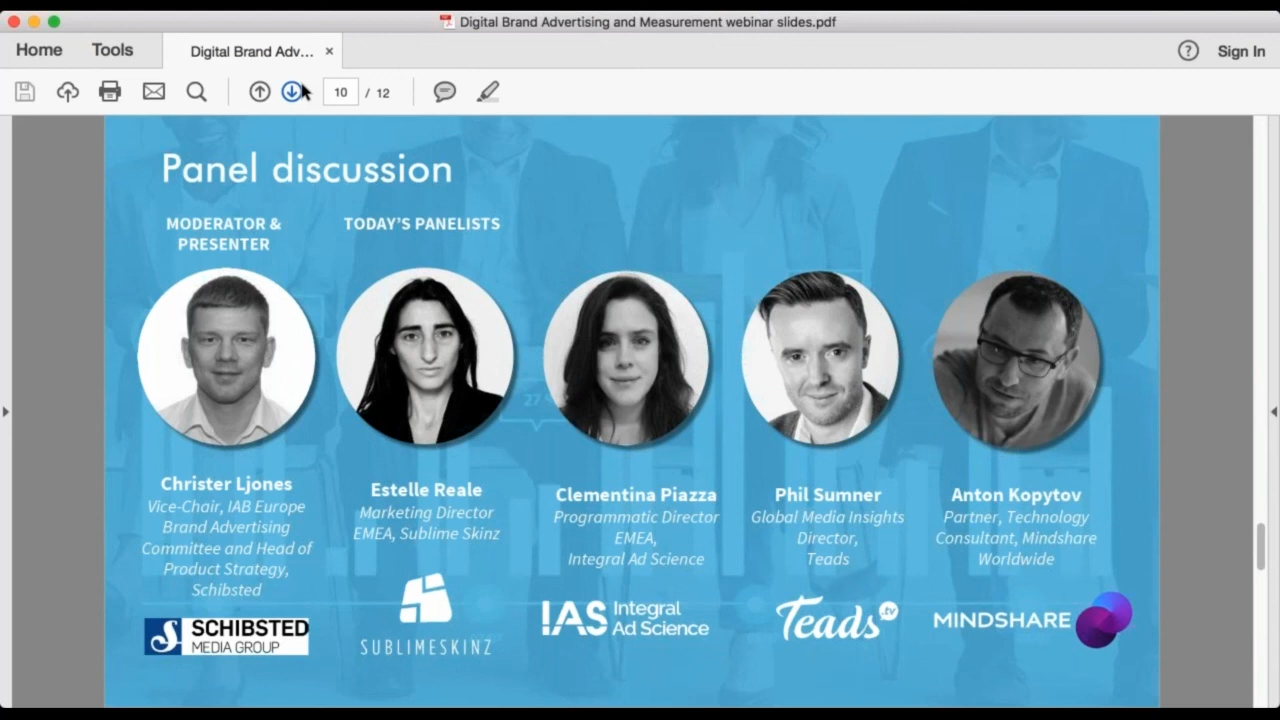 Digital Brand Advertising and Measurement webinar slides.pdf
Home
Tools
Digital Brand Adv...
Sign In
10 / 12
Panel discussion
MODERATOR &
PRESENTER
TODAY'S PANELISTS
Christer Ljones
Vice-Chair, IAB Europe
Brand Advertising
Committee and Head of
Product Strategy,
Schibsted
SCHIBSTED
MEDIA GROUP
Estelle Reale
Marketing Director
EMEA, Sublime Skinz
SUBLIMESKINZ
Clementina Piazza
Programmatic Director
EMEA,
Integral Ad Science
IAS Integral
Ad Science
Phil Sumner
Global Media Insights
Director,
Teads
Teads.tv
Anton Kopytov
Partner, Technology
Consultant, Mindshare
Worldwide
MINDSHARE